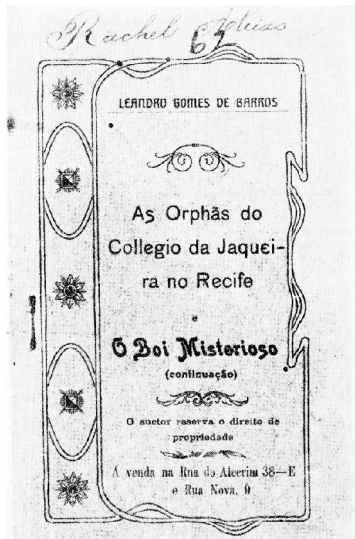 Rachel
63
LEANDRO GOMES DE BARROS
As Orphãs do
Collegio da Jaquei-
ra no Recife
e
O Boi Misterioso
(continuação)
O auctor reserva o direito de
propriedade
Á venda na Rua do Alecrim 38—E
e Rua Nova, 9